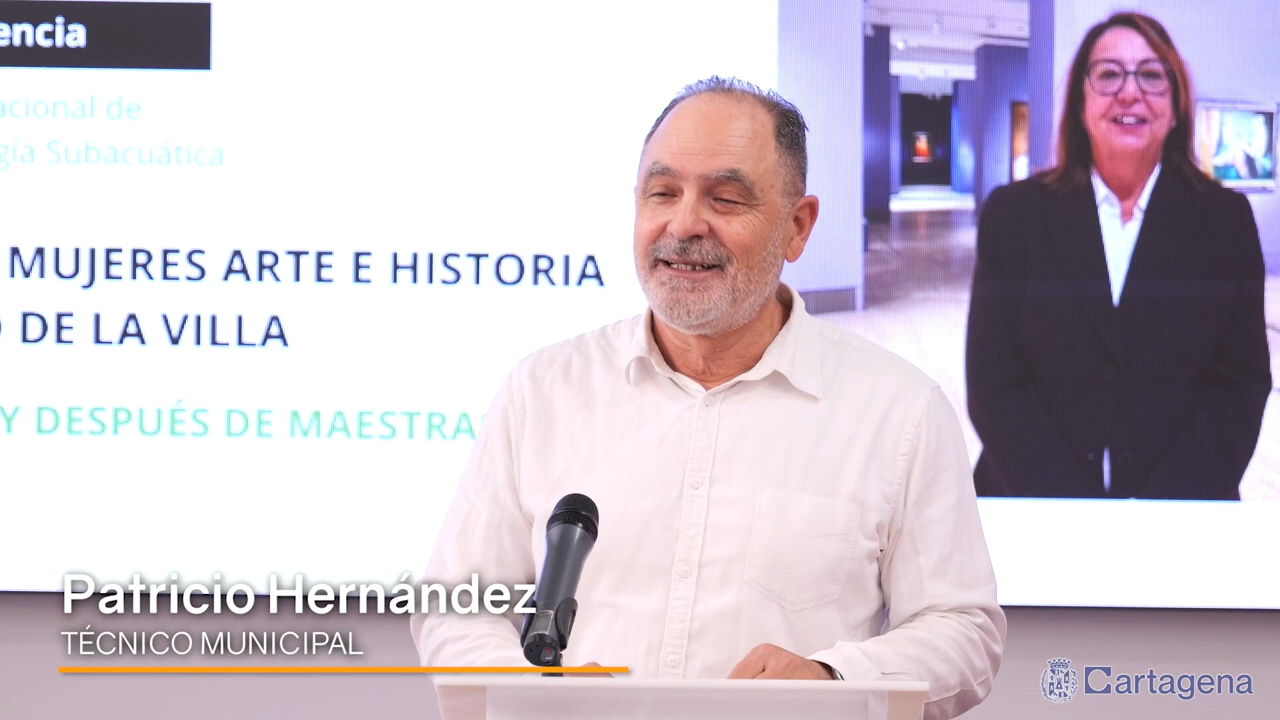 encia
acional de
gía Subacuática
MUJERES ARTE E HISTORIA
DE LA VILLA
Y DESPUÉS DE MAESTRAS
Patricio Hernández
TÉCNICO MUNICIPAL
Cartagena